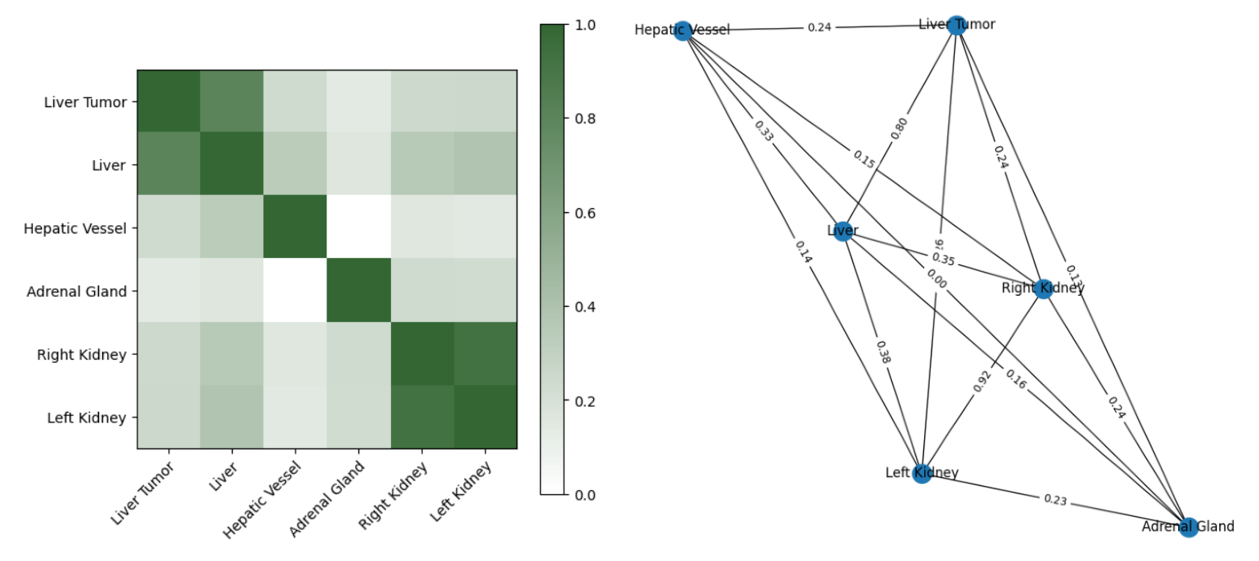 Liver Tumor
Liver
Hepatic Vessel
Adrenal Gland
Right Kidney
Left Kidney
Liver Tumor
Liver
Hepatic Vessel
Adrenal Gland
Right Kidney
Left Kidney
1.0
0.8
0.6
0.4
0.2
0.0
Hepatic Vessel
0.24
Liver Tumor
0.33
0.80
0.15
0.24
Liver
0.14
0.35
0.00
0.13
Right Kidney
0.38
0.92
0.16
0.24
Left Kidney
0.23
Adrenal Gland